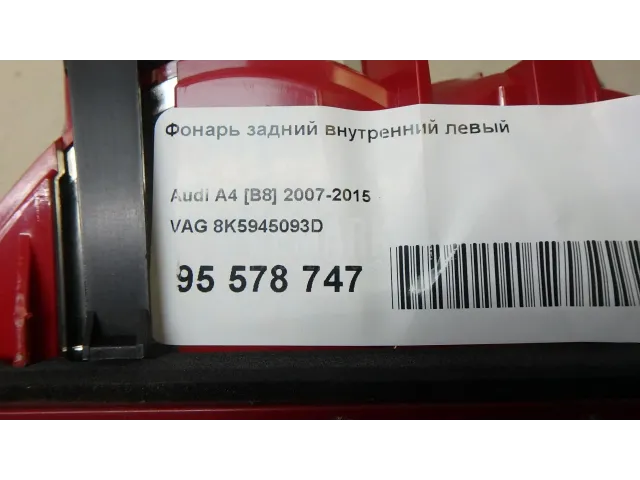 Фонарь задний внутренний левый
Audi A4 [B8] 2007-2015
VAG 8K5945093D
95 578 747